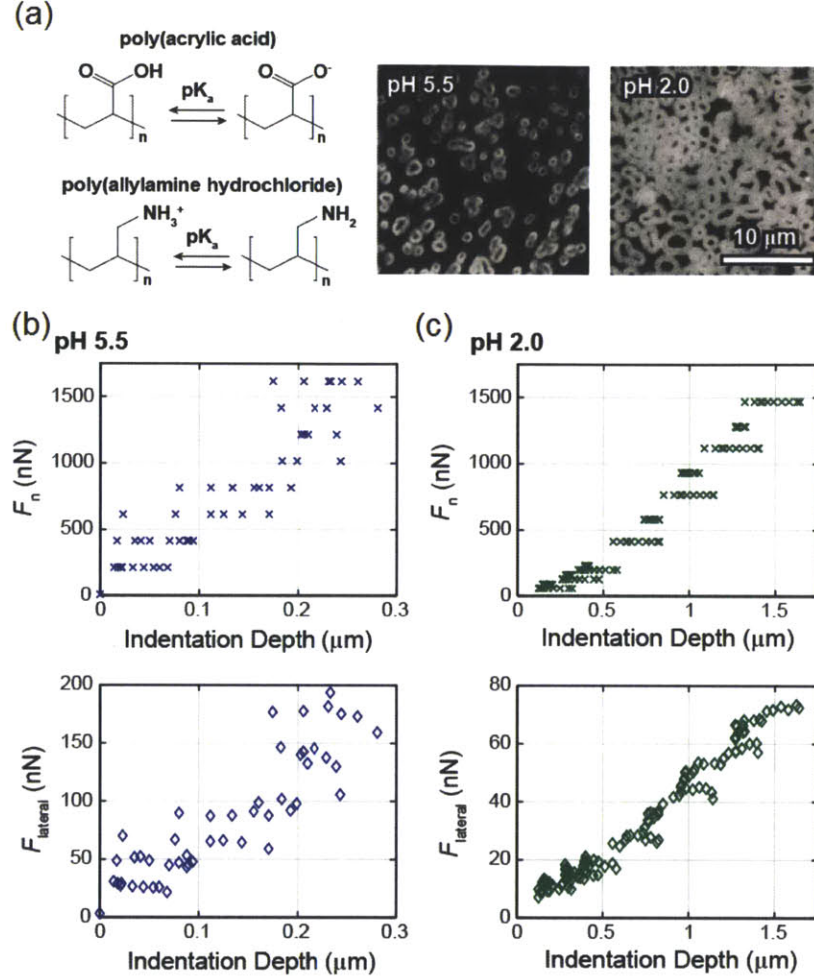 (a)
poly(acrylic acid)
O OH pKa O O-
n n
poly(allylamine hydrochloride)
NH3+ pKa NH2
n n
pH 5.5
pH 2.0
10 μm
(b)
pH 5.5
1500
1000
500
0
Fn (nN)
0 0.1 0.2 0.3
Indentation Depth (μm)
200
150
100
50
0
Flateral (nN)
0 0.1 0.2 0.3
Indentation Depth (μm)
(c)
pH 2.0
1500
1000
500
0
Fn (nN)
0 0.5 1 1.5
Indentation Depth (μm)
80
60
40
20
0
Flateral (nN)
0 0.5 1 1.5
Indentation Depth (μm)